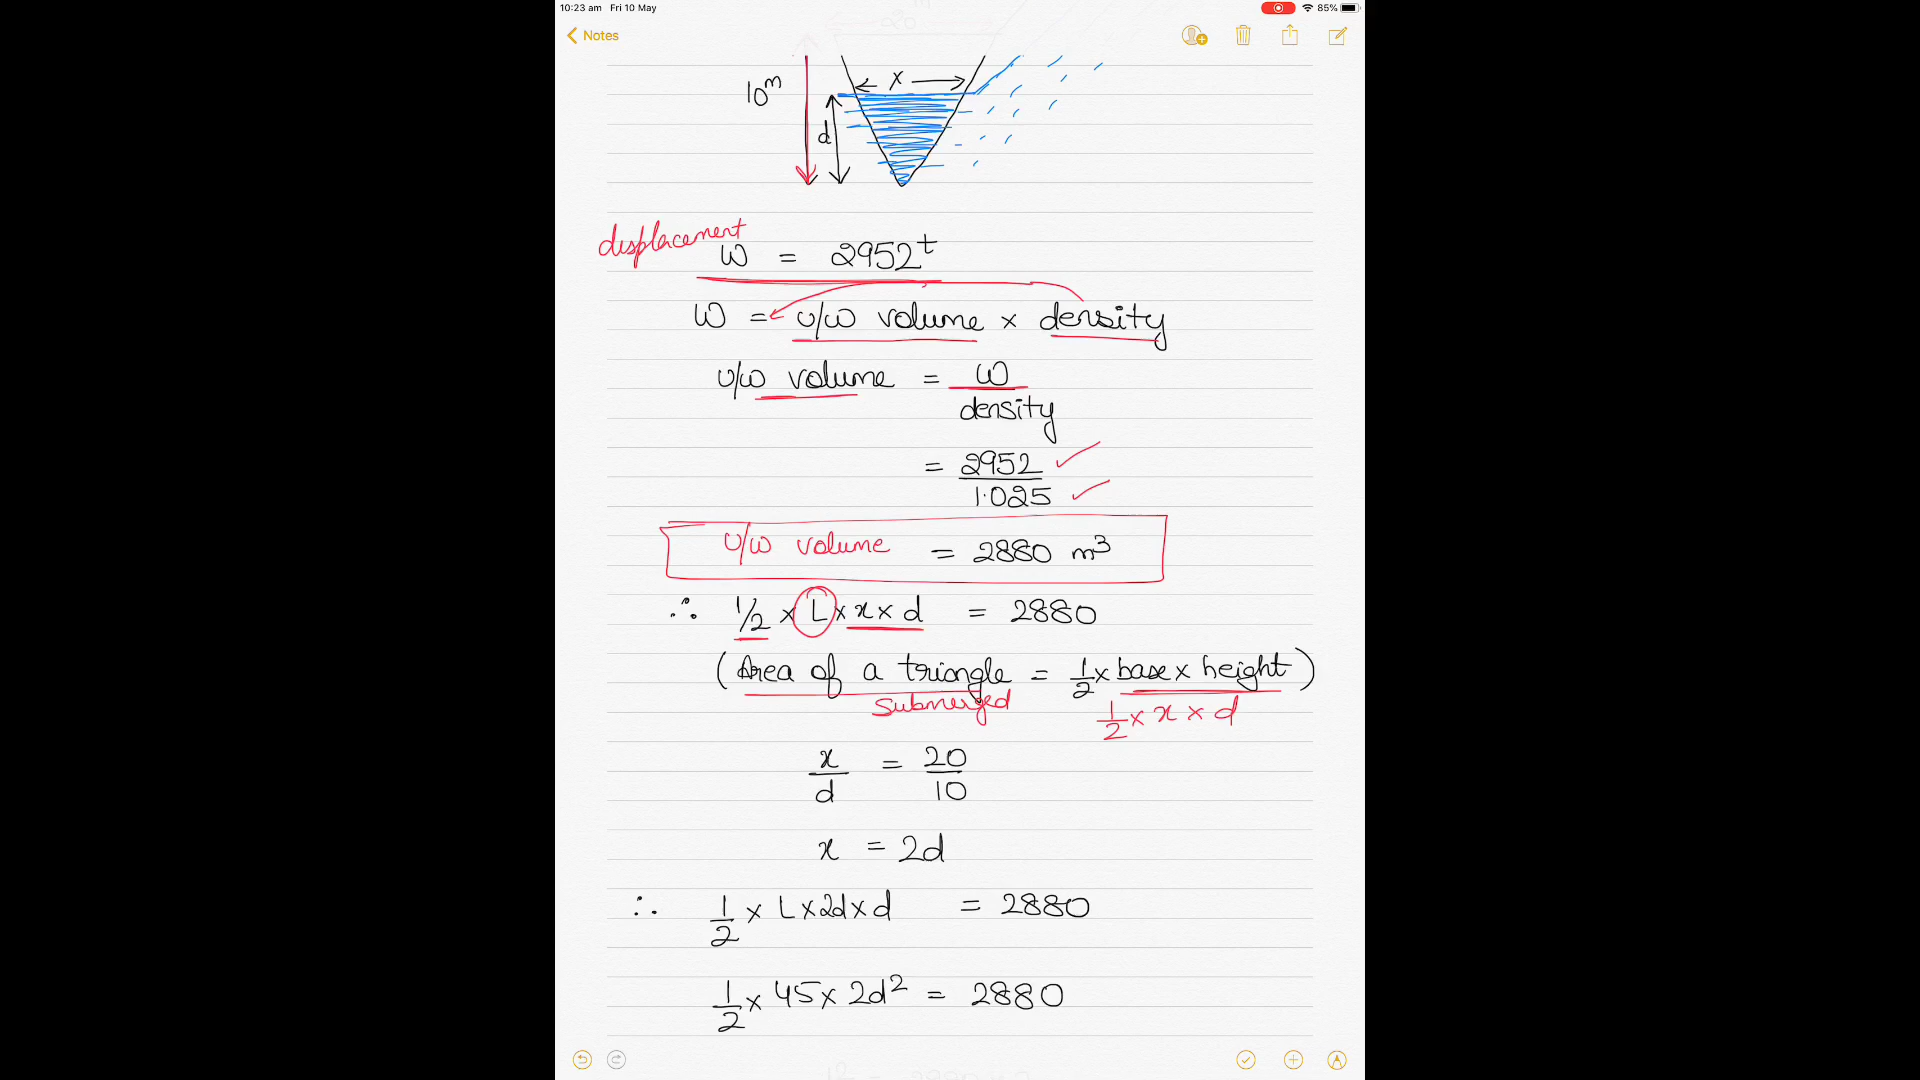 10:23 am Fri 10 May 85%
Notes
x
10m
d
displacement
W = 2952t
W = u/w volume x density
u/w volume = W
density
= 2952
1.025
u/w volume = 2880 m³
∴ 1/2 x L x x x d = 2880
(Area of a triangle = 1/2 x base x height)
Submerged 1/2 x x x d
x/d = 20/10
x = 2d
∴ 1/2 x L x 2d x d = 2880
1/2 x 45 x 2d² = 2880